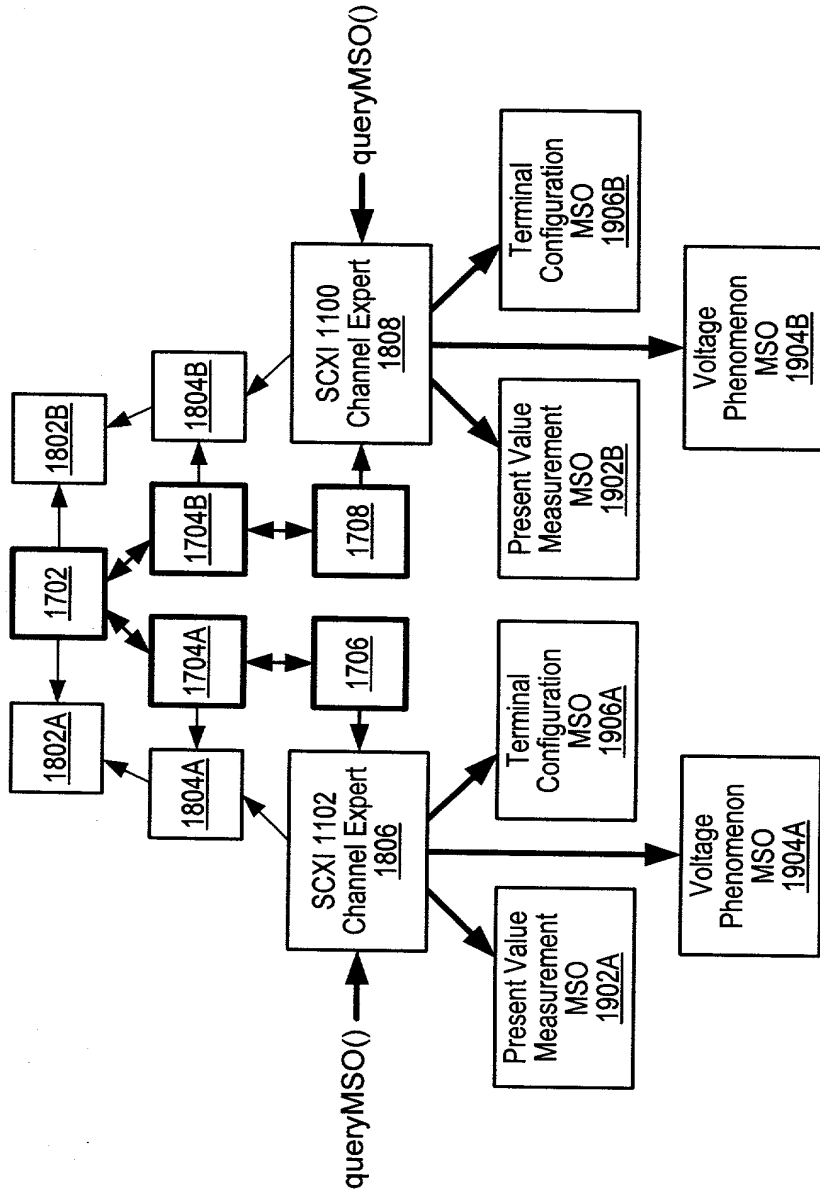 1802A
1702
1802B
1804A
1704A
1704B
1804B
1706
1708
queryMSO()
SCXI 1102
Channel Expert
1806
SCXI 1100
Channel Expert
1808
queryMSO()
Present Value
Measurement
MSO
1902A
Terminal
Configuration
MSO
1906A
Present Value
Measurement
MSO
1902B
Terminal
Configuration
MSO
1906B
Voltage
Phenomenon
MSO
1904A
Voltage
Phenomenon
MSO
1904B